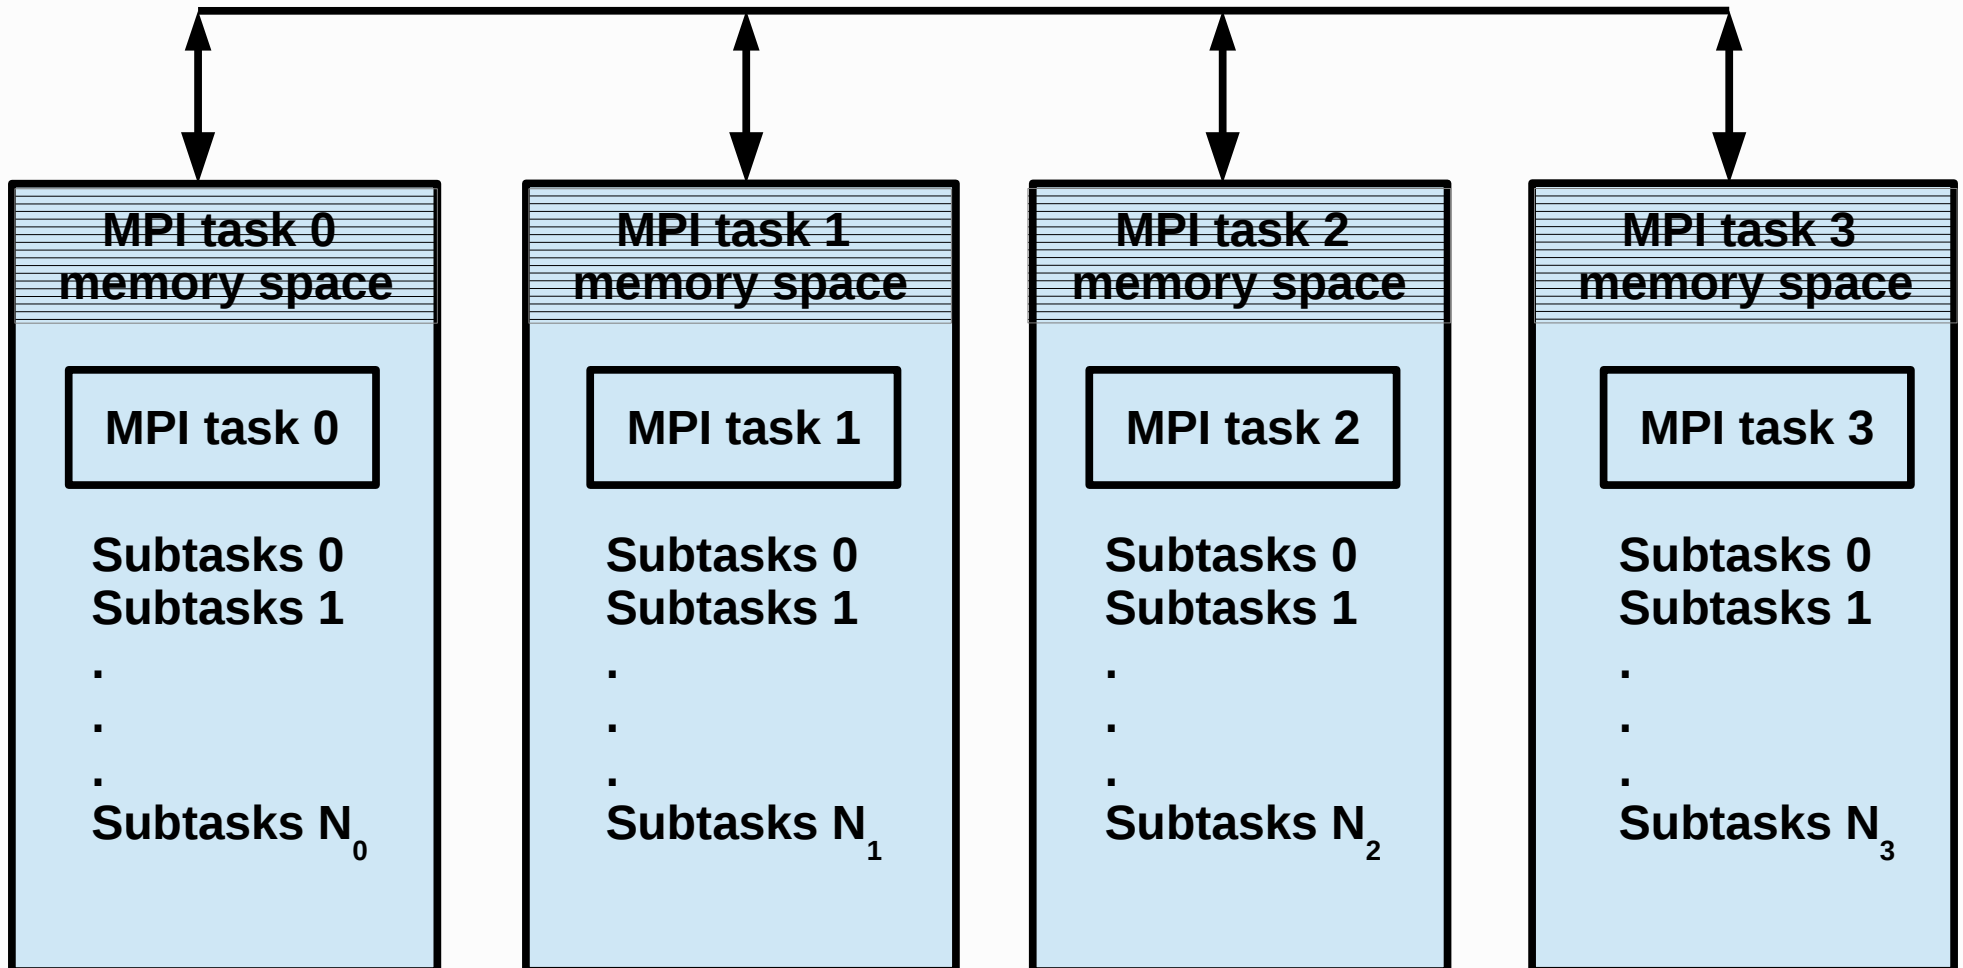 MPI task 0
memory space
MPI task 0
Subtasks 0
Subtasks 1
.
.
.
Subtasks N0
MPI task 1
memory space
MPI task 1
Subtasks 0
Subtasks 1
.
.
.
Subtasks N1
MPI task 2
memory space
MPI task 2
Subtasks 0
Subtasks 1
.
.
.
Subtasks N2
MPI task 3
memory space
MPI task 3
Subtasks 0
Subtasks 1
.
.
.
Subtasks N3